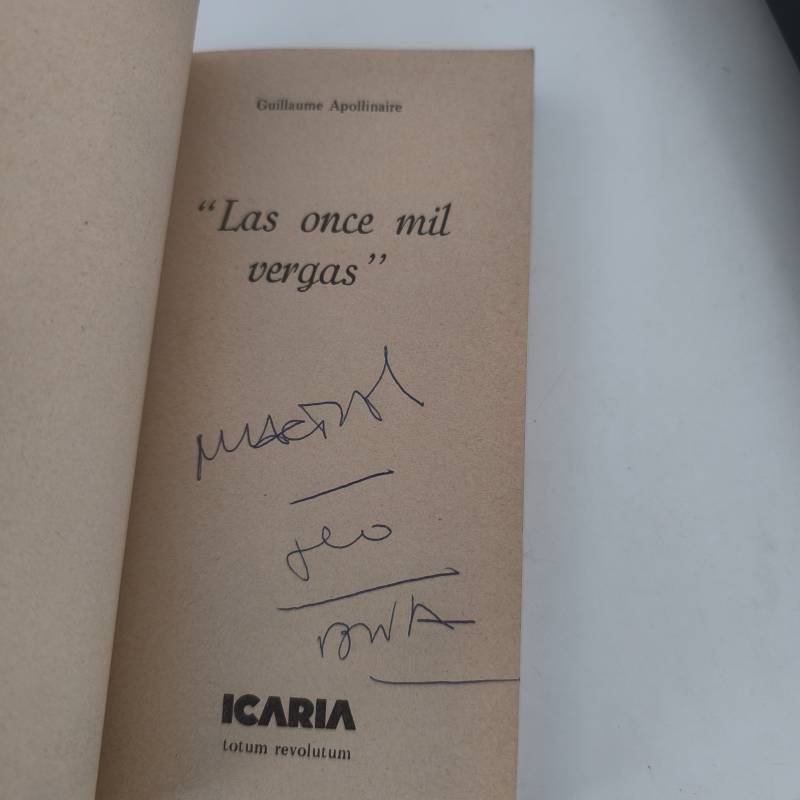 Guillaume Apollinaire
“Las once mil
vergas”
ICARIA
totum revolutum